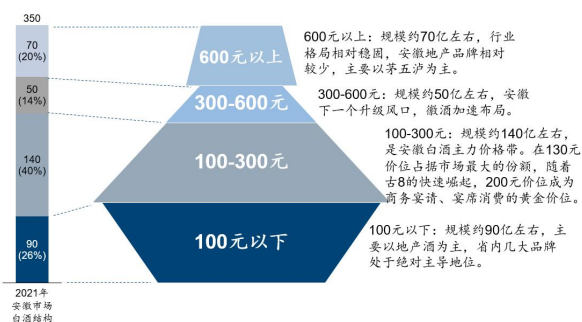 350
70
(20%)
50
(14%)
140
(40%)
90
(26%)
2021年
安徽市场
白酒结构
600元以上
300-600元
100-300元
100元以下
600元以上：规模约70亿左右，行业
格局相对稳固，安徽地产品牌相对
较少，主要以茅五泸为主。
300-600元：规模约50亿左右，安徽
下一个升级风口，徽酒加速布局。
100-300元：规模约140亿左右，
是安徽白酒主力价格带。在130元
价位占据市场最大的份额，随着
古8的快速崛起，200元价位成为
商务宴请、宴席消费的黄金价位。
100元以下：规模约90亿左右，主
要以地产酒为主，省内几大品牌
处于绝对主导地位。